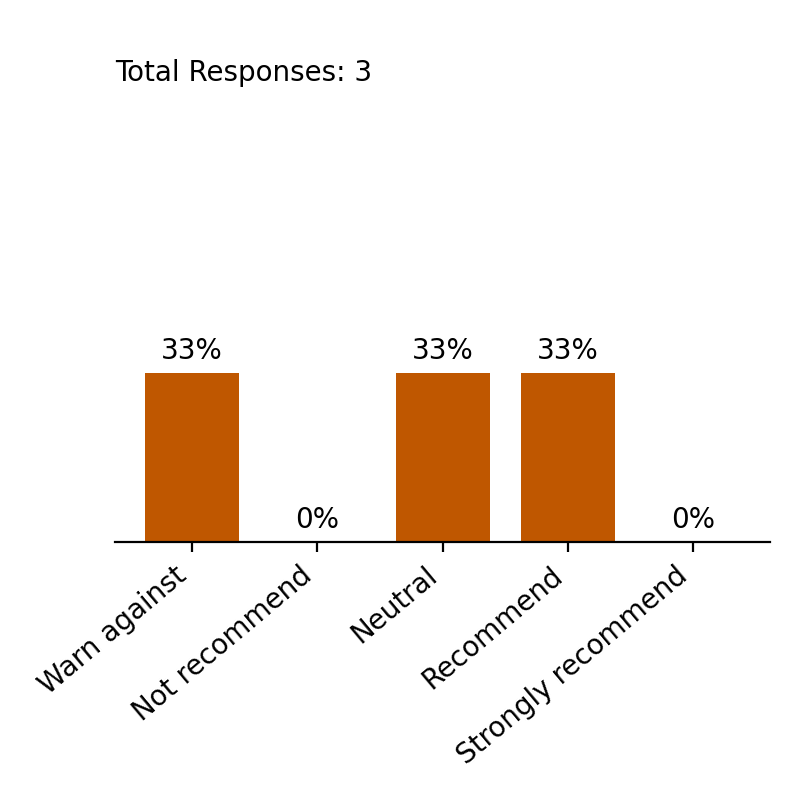 Total Responses: 3
33%
0%
33%
33%
0%
Warn against
Not recommend
Neutral
Recommend
Strongly recommend